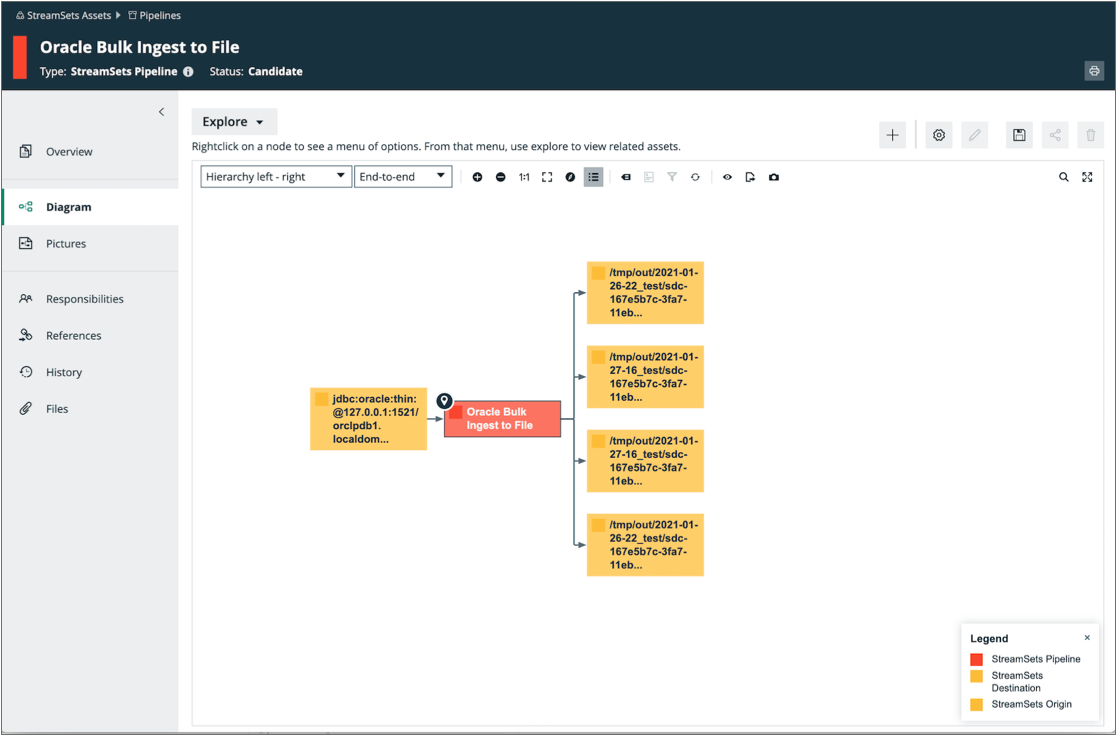 StreamSets Assets Pipelines
Oracle Bulk Ingest to File
Type: StreamSets Pipeline Status: Candidate
Overview
Diagram
Pictures
Responsibilities
References
History
Files
Explore
Rightclick on a node to see a menu of options. From that menu, use explore to view related assets.
Hierarchy left - right End-to-end 1:1
jdbc:oracle:thin:
@127.0.0.1:1521/
orclpdb1.
localdom...
Oracle Bulk
Ingest to File
/tmp/out/2021-01-
26-22_test/sdc-
167e5b7c-3fa7-
11eb...
/tmp/out/2021-01-
27-16_test/sdc-
167e5b7c-3fa7-
11eb...
/tmp/out/2021-01-
27-16_test/sdc-
167e5b7c-3fa7-
11eb...
/tmp/out/2021-01-
26-22_test/sdc-
167e5b7c-3fa7-
11eb...
Legend
StreamSets Pipeline
StreamSets
Destination
StreamSets Origin